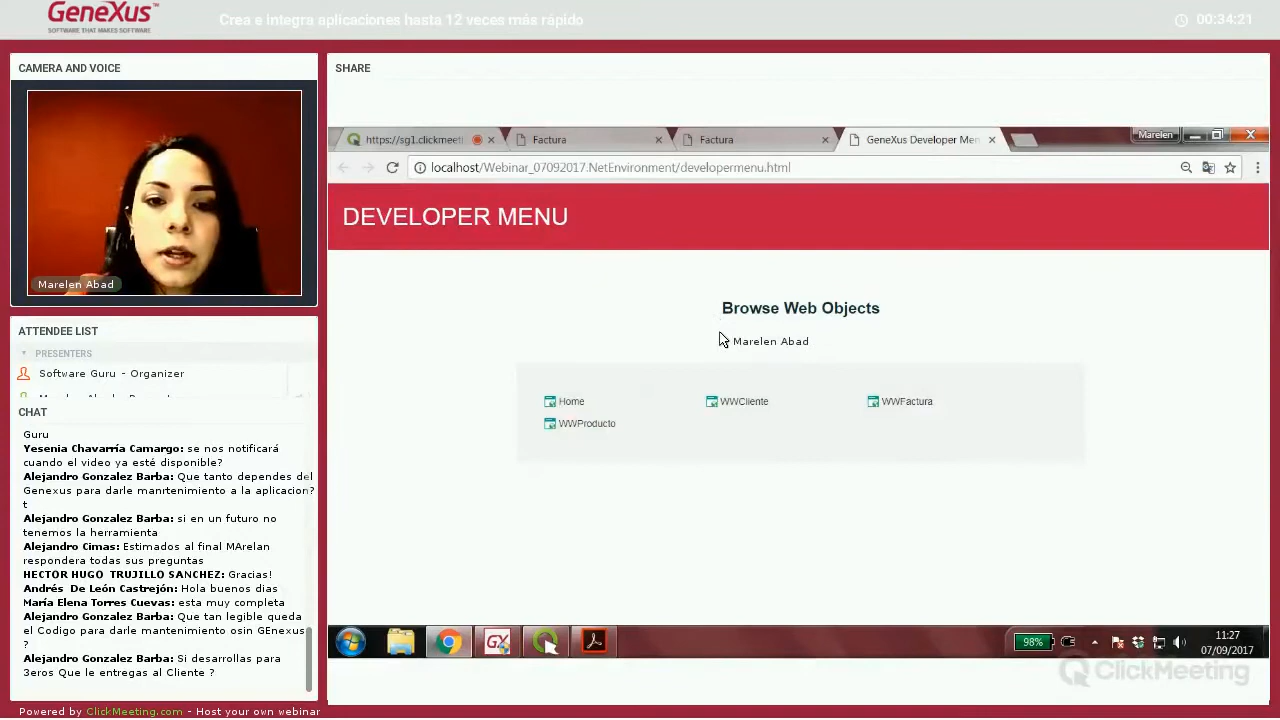 GENEXUS™
SOFTWARE THAT MAKES SOFTWARE
Crea e integra aplicaciones hasta 12 veces más rápido
00:34:21
CAMERA AND VOICE
Marelen Abad
ATTENDEE LIST
PRESENTERS
Software Guru - Organizer
CHAT
Guru
Yesenia Chavarría Camargo: se nos notificará
cuando el video ya esté disponible?
Alejandro Gonzalez Barba: Que tanto dependes del
Genexus para darle manrtenimiento a la aplicacion?
t
Alejandro Gonzalez Barba: si en un futuro no
tenemos la herramienta
Alejandro Cimas: Estimados al final MArelan
respondera todas sus preguntas
HECTOR HUGO TRUJILLO SANCHEZ: Gracias!
Andrés De León Castrejón: Hola buenos dias
María Elena Torres Cuevas: esta muy completa
Alejandro Gonzalez Barba: Que tan legible queda
el Codigo para darle mantenimiento osin GEnexus
?
Alejandro Gonzalez Barba: Si desarrollas para
3eros Que le entregas al Cliente ?
Powered by ClickMeeting.com - Host your own webinar
SHARE
https://sg1.clickmeeti
Factura
Factura
GeneXus Developer Men
Marelen
localhost/Webinar_07092017.NetEnvironment/developermenu.html
DEVELOPER MENU
Browse Web Objects
Marelen Abad
Home
WWCliente
WWFactura
WWProducto
GX
98%
11:27
07/09/2017
ClickMeeting